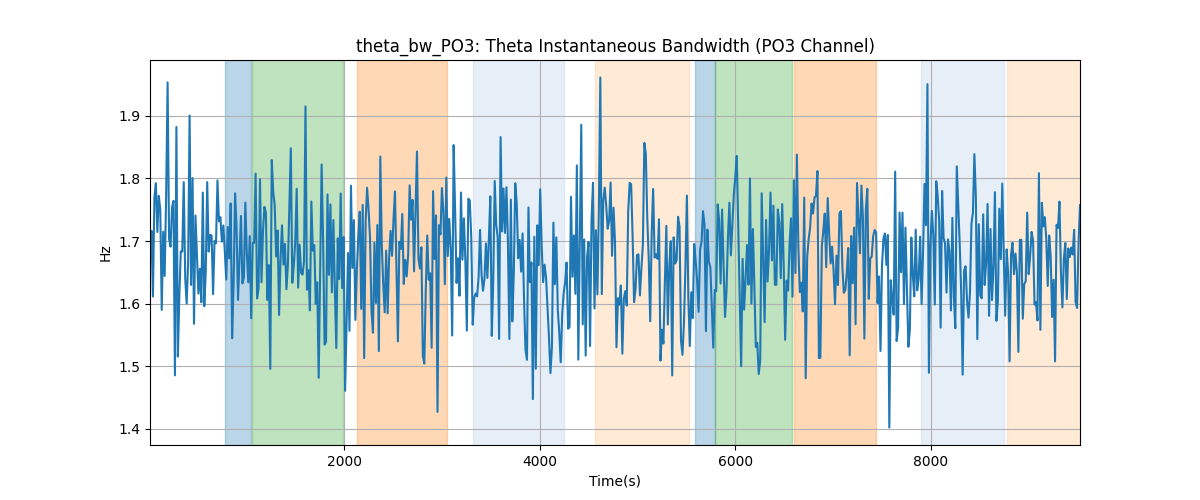 theta_bw_PO3: Theta Instantaneous Bandwidth (PO3 Channel)
Hz
1.9
1.8
1.7
1.6
1.5
1.4
2000 4000 6000 8000
Time(s)